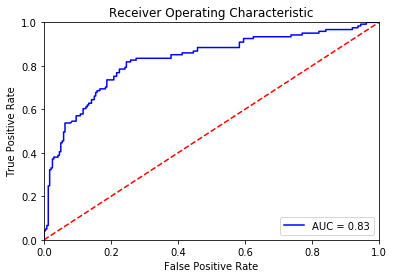 Receiver Operating Characteristic
True Positive Rate
1.0
0.8
0.6
0.4
0.2
0.0
AUC = 0.83
0.0 0.2 0.4 0.6 0.8 1.0
False Positive Rate